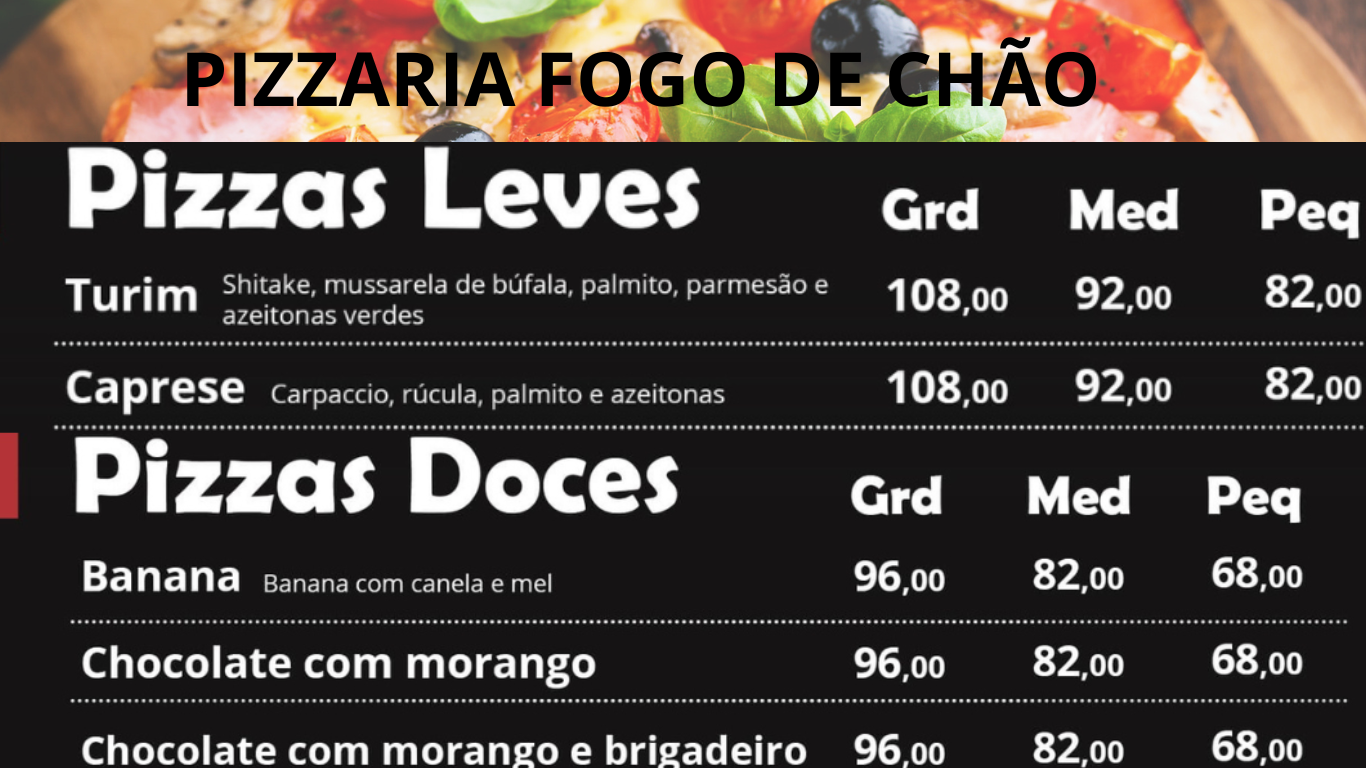 PIZZARIA FOGO DE CHÃO
Pizzas Leves Grd Med Peq
Turim Shitake, mussarela de búfala, palmito, parmesão e azeitonas verdes 108,00 92,00 82,00
Caprese Carpaccio, rúcula, palmito e azeitonas 108,00 92,00 82,00
Pizzas Doces Grd Med Peq
Banana Banana com canela e mel 96,00 82,00 68,00
Chocolate com morango 96,00 82,00 68,00
Chocolate com morango e brigadeiro 96,00 82,00 68,00